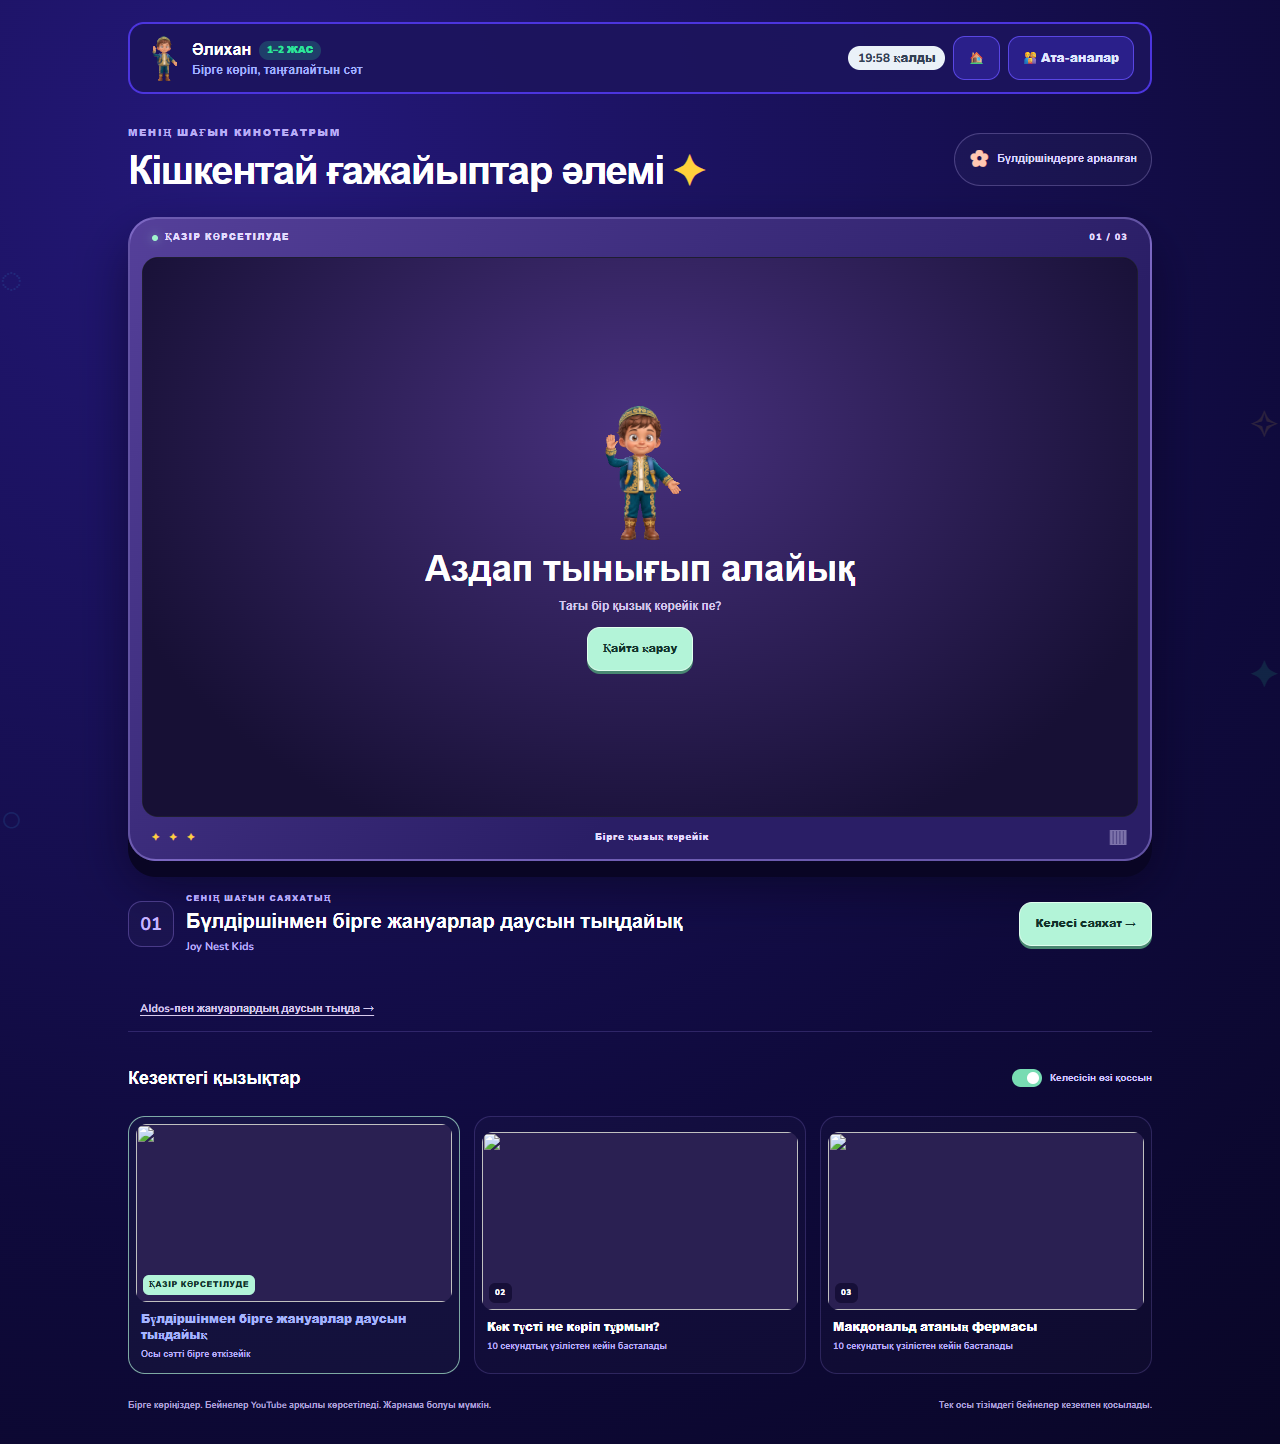 Әлихан
1–2 ЖАС
Бірге көріп, таңғалайтын сәт
19:58 қалды
Ата-аналар
МЕНІҢ ШАҒЫН КИНОТЕАТРЫМ
Кішкентай ғажайыптар әлемі
Бүлдіршіндерге арналған
ҚАЗІР КӨРСЕТІЛУДЕ
01 / 03
Аздап тынығып алайық
Тағы бір қызық көрейік пе?
Қайта қарау
Бірге қызық көрейік
СЕНІҢ ШАҒЫН САЯХАТЫҢ
01
Бүлдіршінмен бірге жануарлар даусын тыңдайық
Joy Nest Kids
Келесі саяхат →
Aldos-пен жануарлардың даусын тыңда →
Кезектегі қызықтар
Келесісін өзі қоссын
ҚАЗІР КӨРСЕТІЛУДЕ
Бүлдіршінмен бірге жануарлар даусын
тыңдайық
Осы сәтті бірге өткізейік
02
Көк түсті не көріп тұрмын?
10 секундтық үзілістен кейін басталады
03
Макдональд атаның фермасы
10 секундтық үзілістен кейін басталады
Бірге көріңіздер. Бейнелер YouTube арқылы көрсетіледі. Жарнама болуы мүмкін.
Тек осы тізімдегі бейнелер кезекпен қосылады.